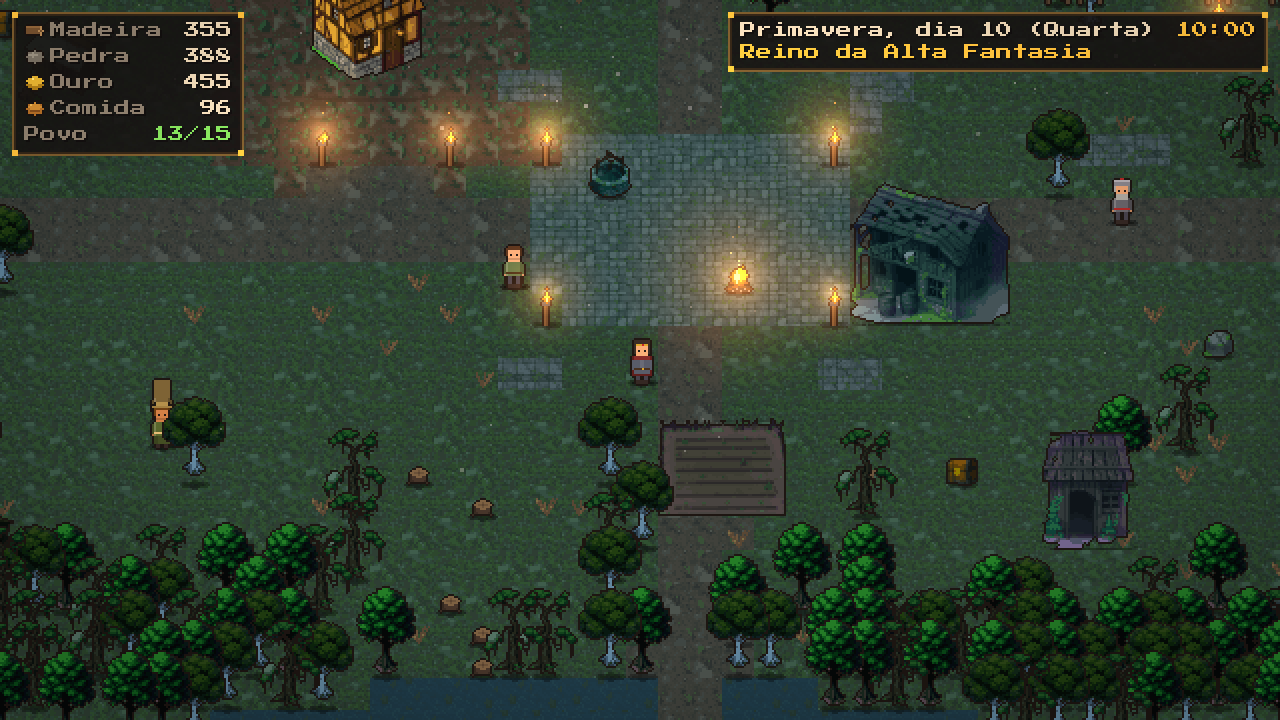 Madeira 355
Pedra 388
Ouro 455
Comida 96
Povo 13/15
Primavera, dia 10 (Quarta) 10:00
Reino da Alta Fantasia